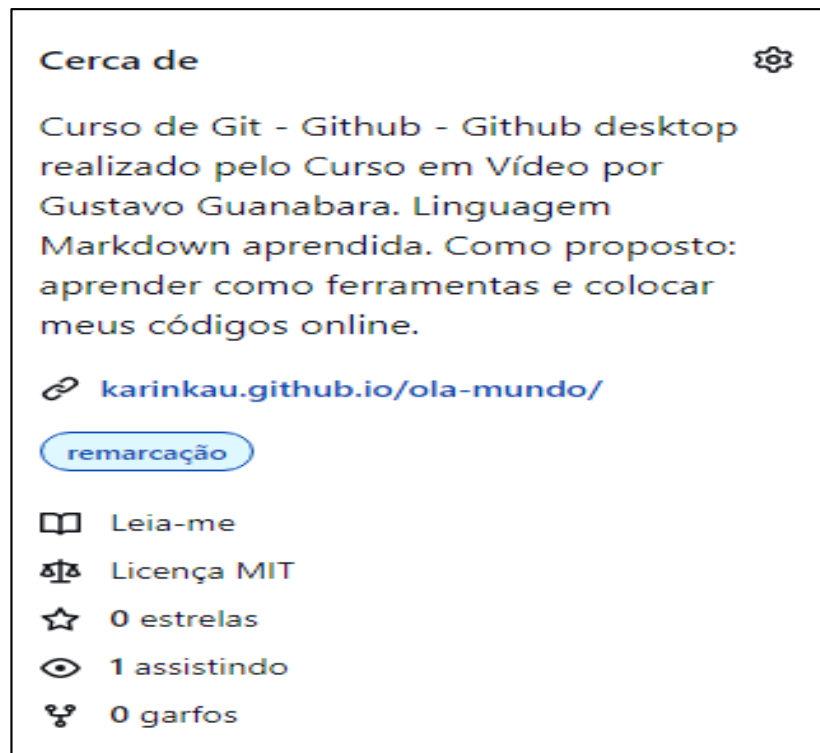 Cerca de
Curso de Git - Github - Github desktop
realizado pelo Curso em Vídeo por
Gustavo Guanabara. Linguagem
Markdown aprendida. Como proposto:
aprender como ferramentas e colocar
meus códigos online.
karinkau.github.io/ola-mundo/
remarcação
Leia-me
Licença MIT
0 estrelas
1 assistindo
0 garfos